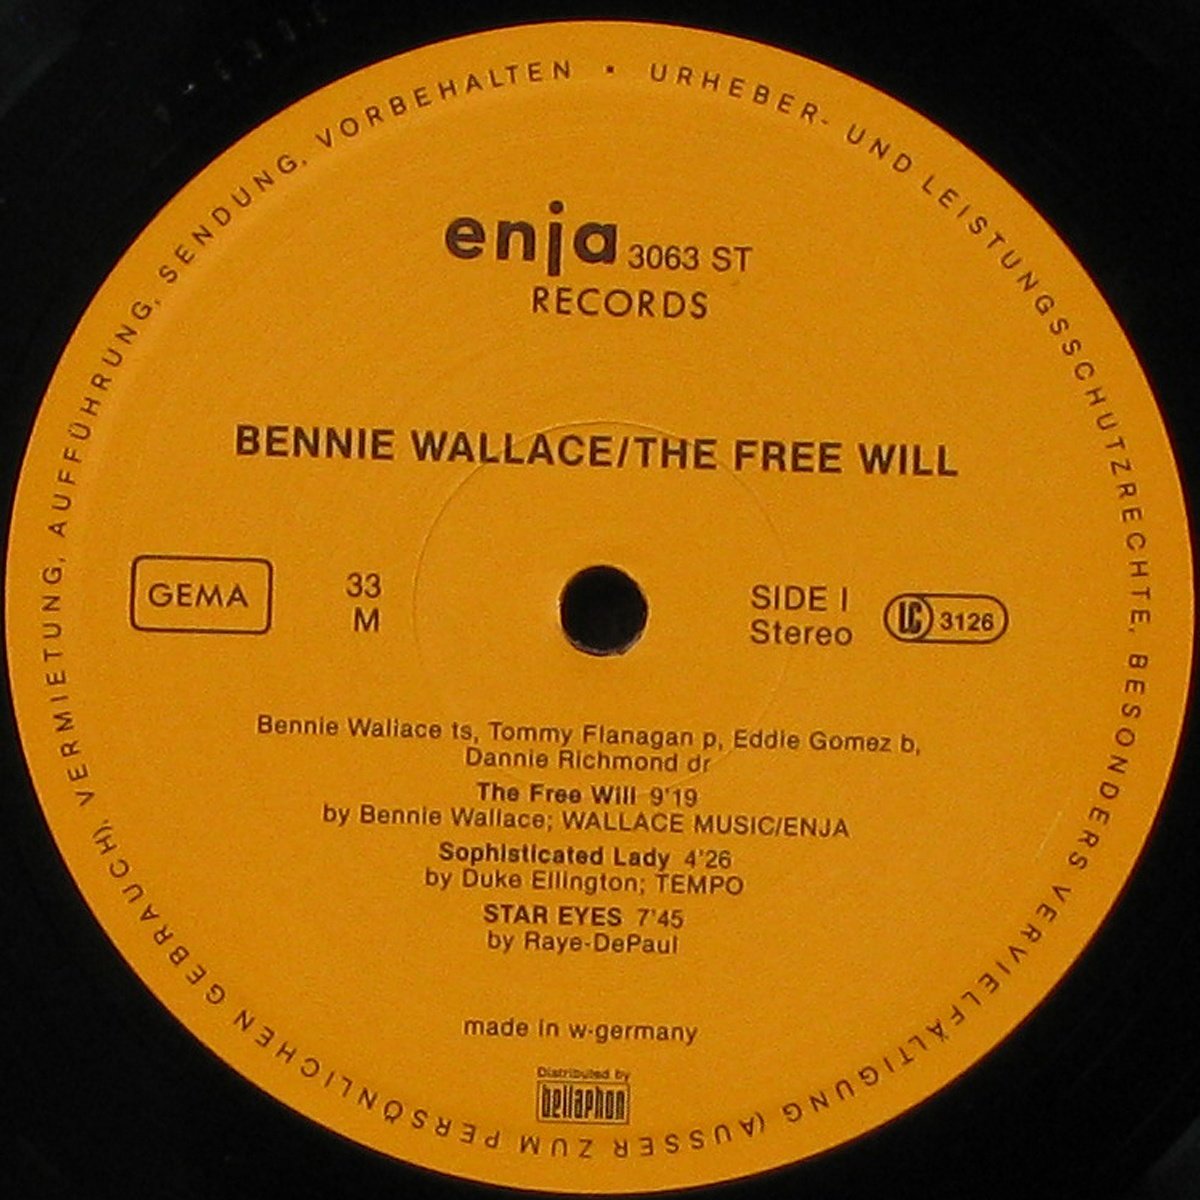 URHEBER- UND LEISTUNGSSCHUTZRECHTE, BESONDERS VERVIELFÄLTIGUNG (AUSSER ZUM PERSÖNLICHEN GEBRAUCH), VERMIETUNG, AUFFÜHRUNG, SENDUNG, VORBEHALTEN •
enja 3063 ST
RECORDS
BENNIE WALLACE/THE FREE WILL
GEMA
33
M
SIDE I
Stereo
LC 3126
Bennie Wallace ts, Tommy Flanagan p, Eddie Gomez b,
Dannie Richmond dr
The Free Will 9'19
by Bennie Wallace; WALLACE MUSIC/ENJA
Sophisticated Lady 4'26
by Duke Ellington; TEMPO
STAR EYES 7'45
by Raye-DePaul
made in w-germany
Distributed by
bellaphon